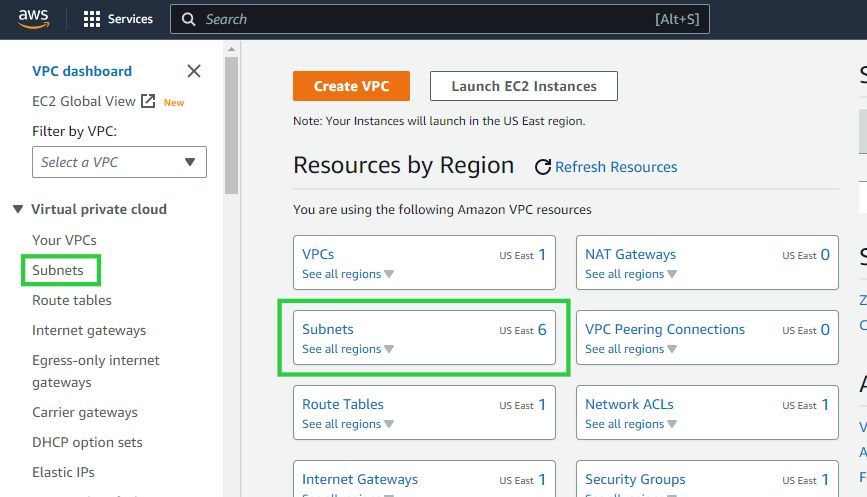 aws
Services
Search
[Alt+S]
VPC dashboard
EC2 Global View
New
Filter by VPC:
Select a VPC
Virtual private cloud
Your VPCs
Subnets
Route tables
Internet gateways
Egress-only internet
gateways
Carrier gateways
DHCP option sets
Elastic IPs
Create VPC
Launch EC2 Instances
Note: Your Instances will launch in the US East region.
Resources by Region
Refresh Resources
You are using the following Amazon VPC resources
VPCs
US East 1
See all regions
NAT Gateways
US East 0
See all regions
Subnets
US East 6
See all regions
VPC Peering Connections
US East 0
See all regions
Route Tables
US East 1
See all regions
Network ACLs
US East 1
See all regions
Internet Gateways
US East 1
Security Groups
US East 1